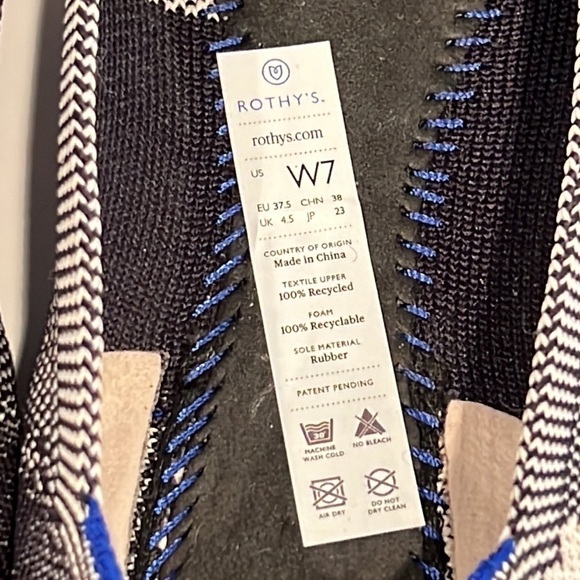 ROTHY'S.
rothys.com
US W7
EU 37.5 CHN 38
UK 4.5 JP 23
COUNTRY OF ORIGIN
Made in China
TEXTILE UPPER
100% Recycled
FOAM
100% Recyclable
SOLE MATERIAL
Rubber
PATENT PENDING
30°
MACHINE
WASH COLD
NO BLEACH
AIR DRY
DO NOT
DRY CLEAN